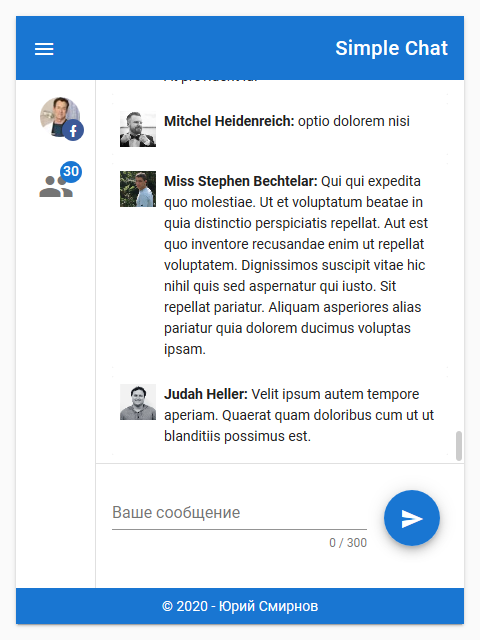 Simple Chat
30
Mitchel Heidenreich: optio dolorem nisi
Miss Stephen Bechtelar: Qui qui expedita
quo molestiae. Ut et voluptatum beatae in
quia distinctio perspiciatis repellat. Aut est
quo inventore recusandae enim ut repellat
voluptatem. Dignissimos suscipit vitae hic
nihil quis sed aspernatur qui iusto. Sit
repellat pariatur. Aliquam asperiores alias
pariatur quia dolorem ducimus voluptas
ipsam.
Judah Heller: Velit ipsum autem tempore
aperiam. Quaerat quam doloribus cum ut ut
blanditiis possimus est.
Ваше сообщение
0 / 300
© 2020 - Юрий Смирнов